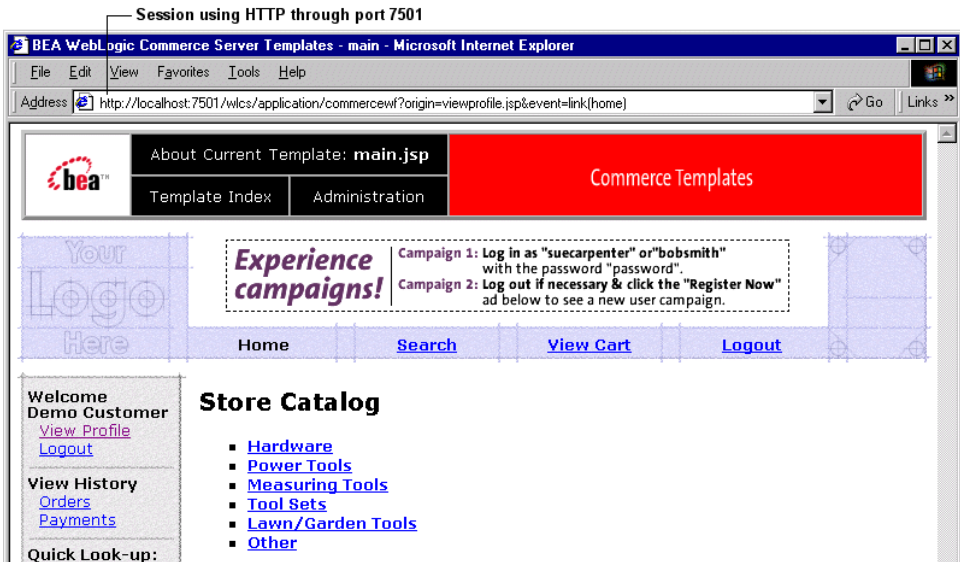 Session using HTTP through port 7501
BEA WebLogic Commerce Server Templates - main - Microsoft Internet Explorer
File Edit View Favorites Tools Help
Address http://localhost:7501/wlcs/application/commercewf?origin=viewprofile.jsp&event=link(home) Go Links »
bea™
About Current Template: main.jsp
Template Index Administration
Commerce Templates
Your
Logo
Here
Experience
campaigns!
Campaign 1: Log in as "suecarpenter" or"bobsmith"
with the password "password".
Campaign 2: Log out if necessary & click the "Register Now"
ad below to see a new user campaign.
Home Search View Cart Logout
Welcome
Demo Customer
View Profile
Logout
View History
Orders
Payments
Quick Look-up:
Store Catalog
Hardware
Power Tools
Measuring Tools
Tool Sets
Lawn/Garden Tools
Other